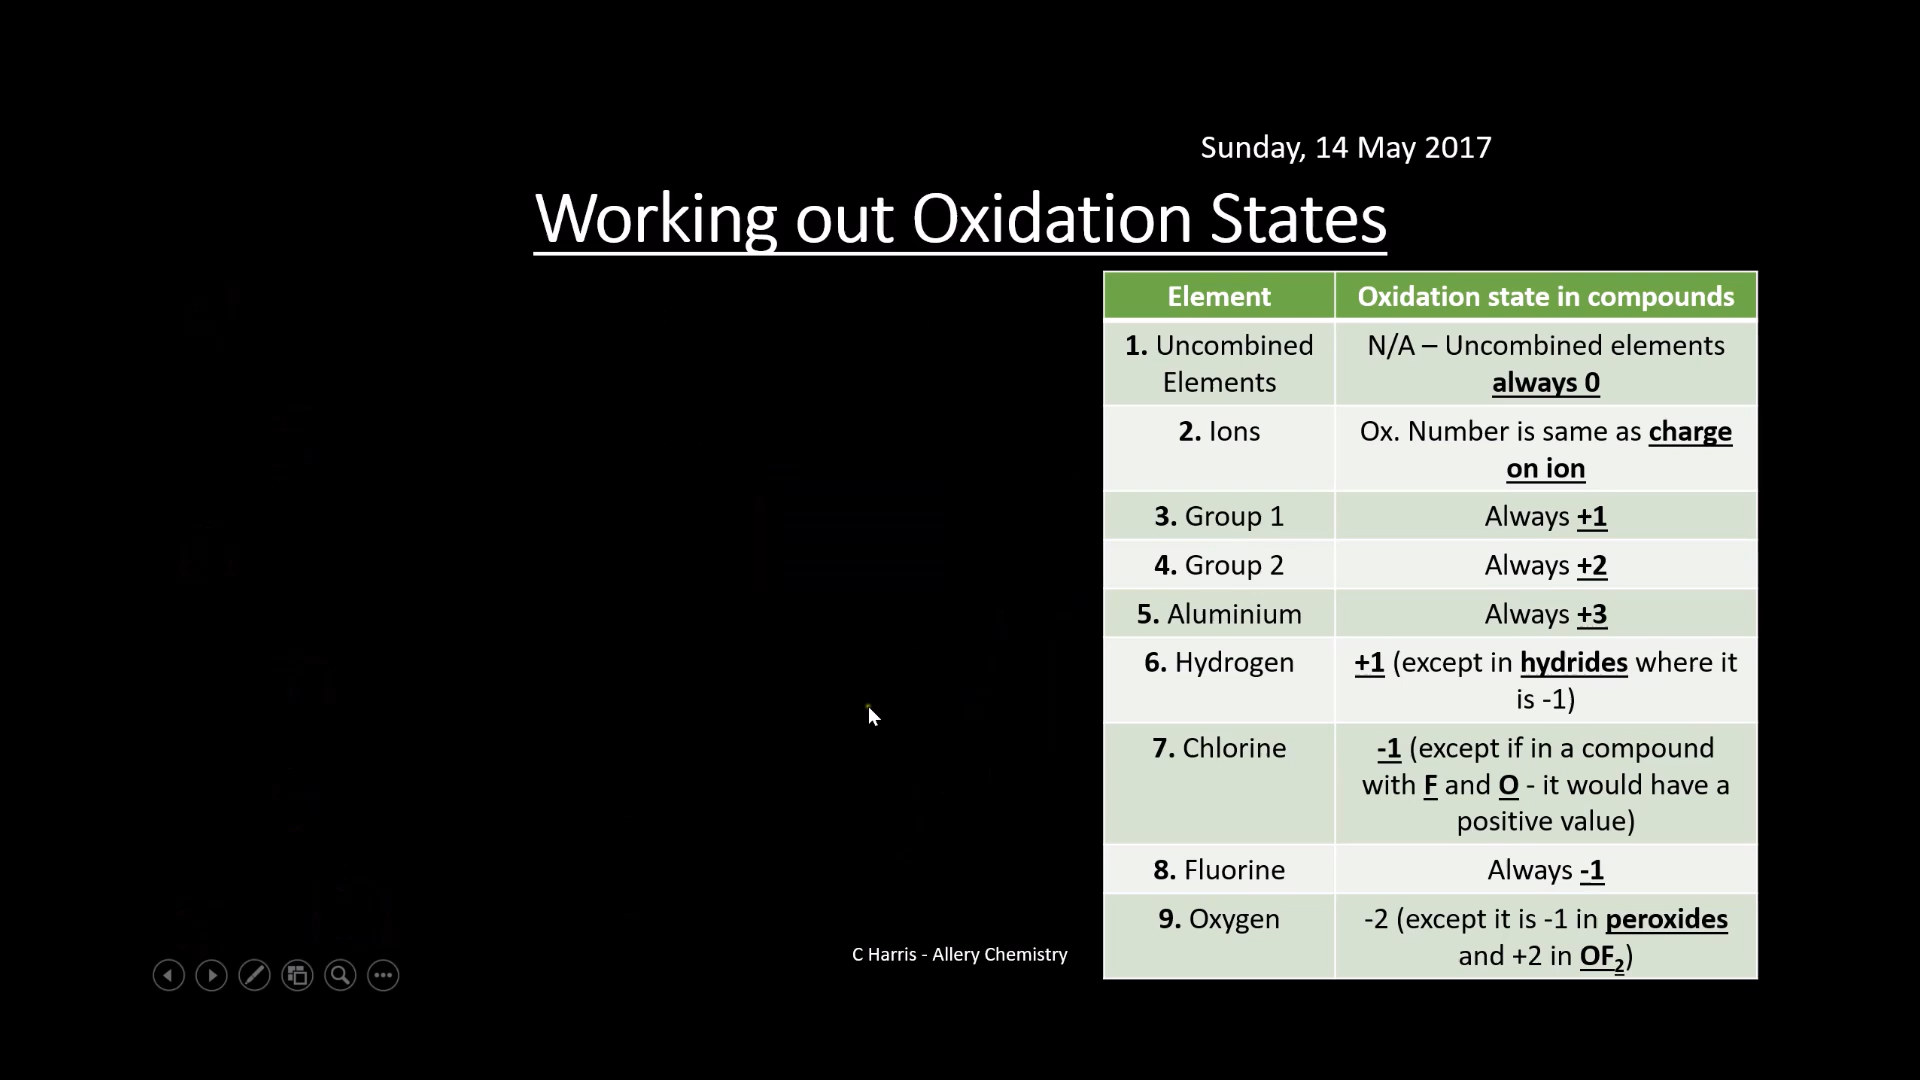 Sunday, 14 May 2017
Working out Oxidation States
Element
Oxidation state in compounds
1. Uncombined
Elements
N/A – Uncombined elements
always 0
2. Ions
Ox. Number is same as charge
on ion
3. Group 1
Always +1
4. Group 2
Always +2
5. Aluminium
Always +3
6. Hydrogen
+1 (except in hydrides where it
is -1)
7. Chlorine
-1 (except if in a compound
with F and O - it would have a
positive value)
8. Fluorine
Always -1
9. Oxygen
-2 (except it is -1 in peroxides
and +2 in OF₂)
C Harris - Allery Chemistry